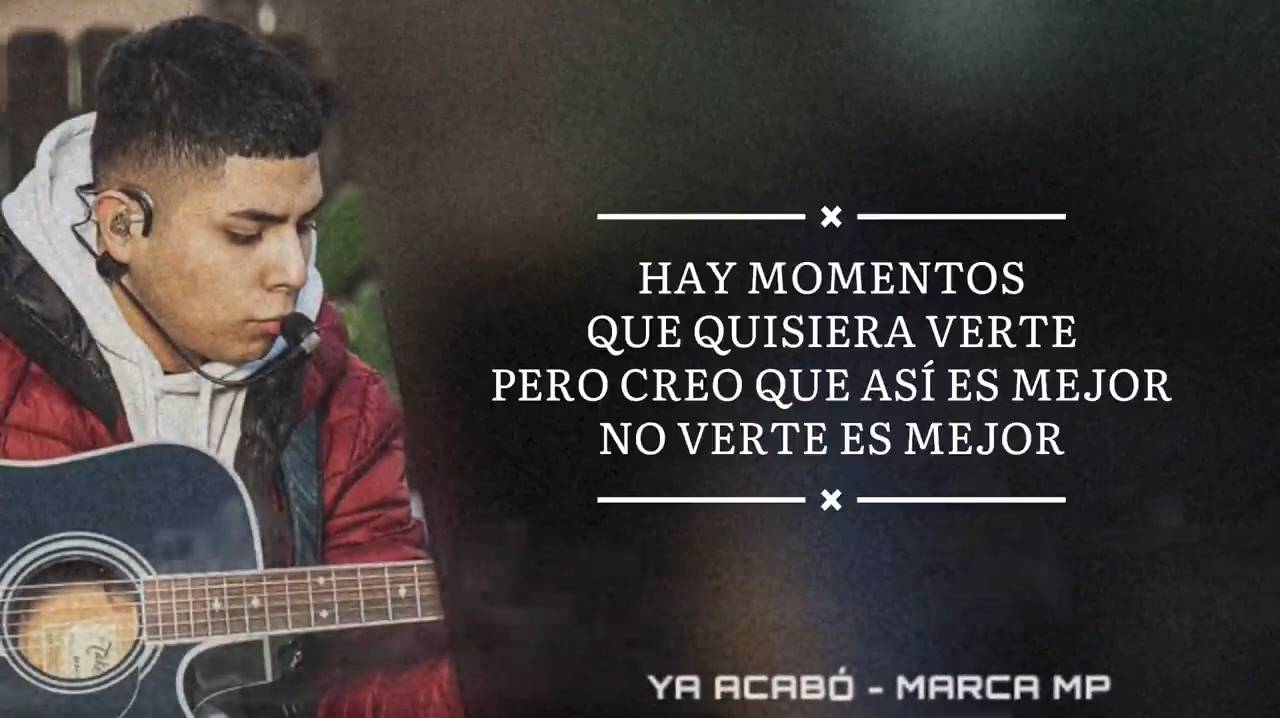 HAY MOMENTOS
QUE QUISIERA VERTE
PERO CREO QUE ASÍ ES MEJOR
NO VERTE ES MEJOR
YA ACABÓ - MARCA MP